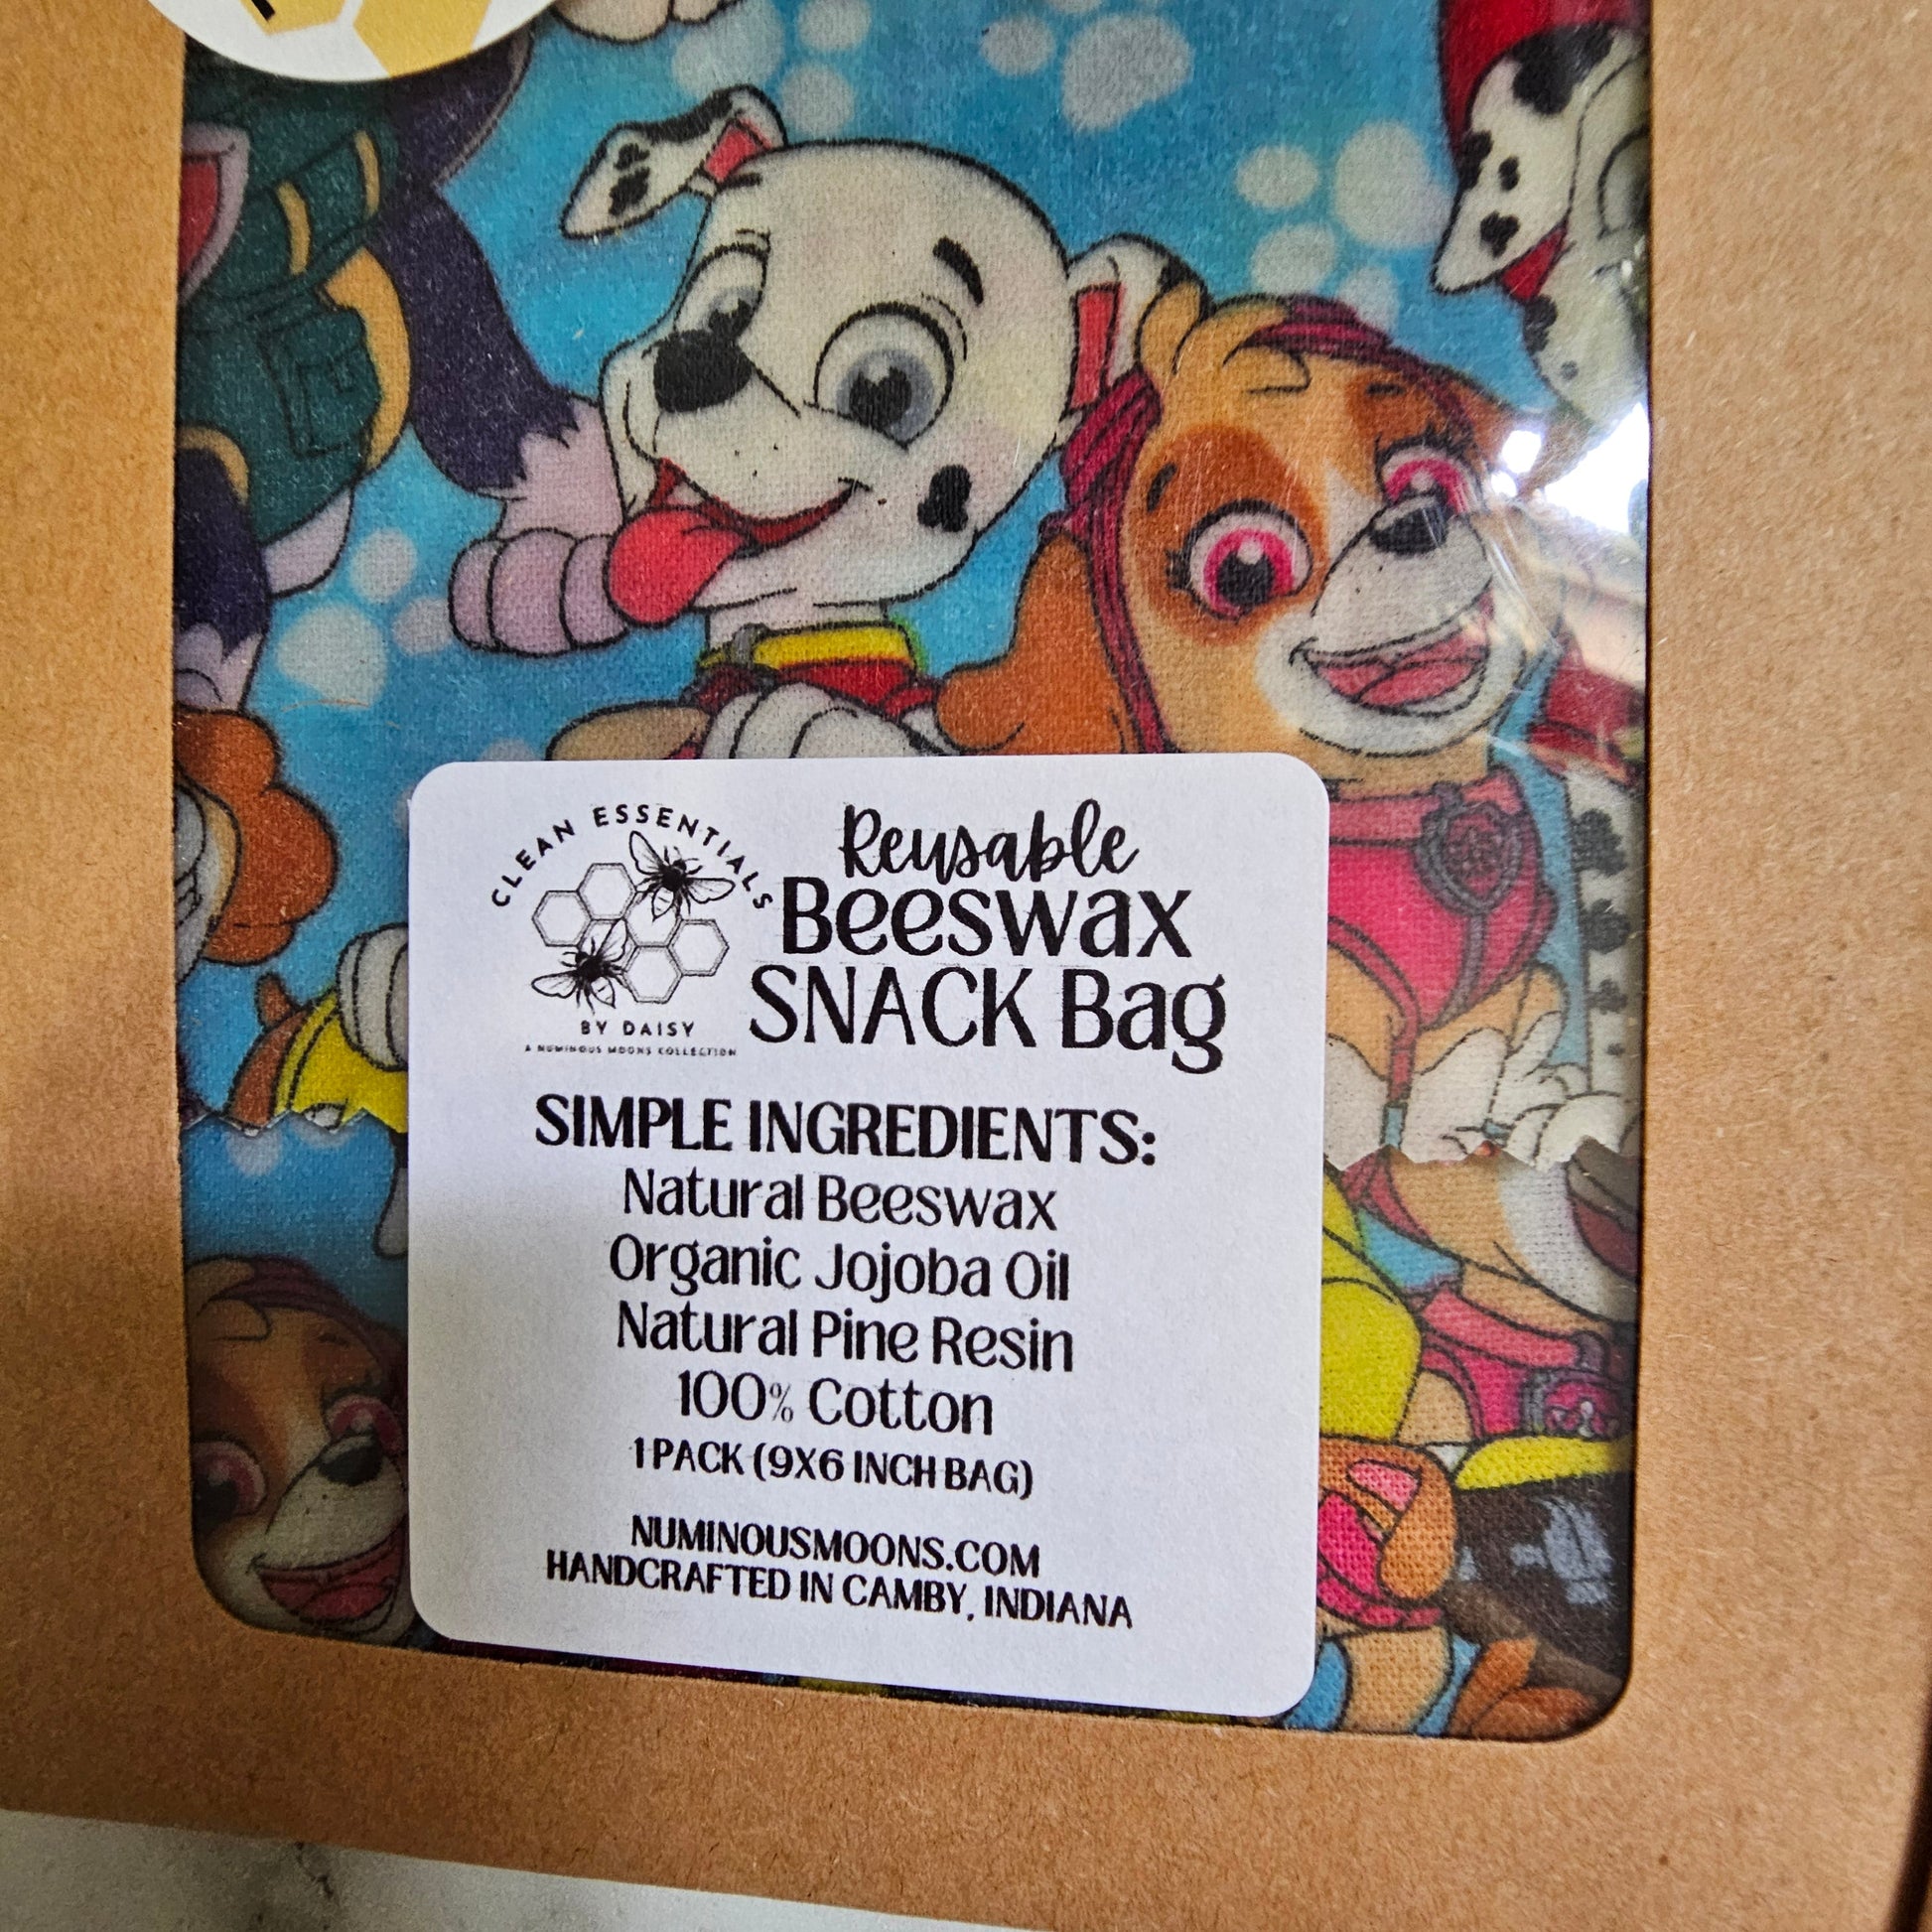 CLEAN ESSENTIALS
BY DAISY
A NUMINOUS MOONS KOLLECTION
Reusable
Beeswax
SNACK Bag
SIMPLE INGREDIENTS:
Natural Beeswax
Organic Jojoba Oil
Natural Pine Resin
100% Cotton
1 PACK (9X6 INCH BAG)
NUMINOUSMOONS.COM
HANDCRAFTED IN CAMBY, INDIANA